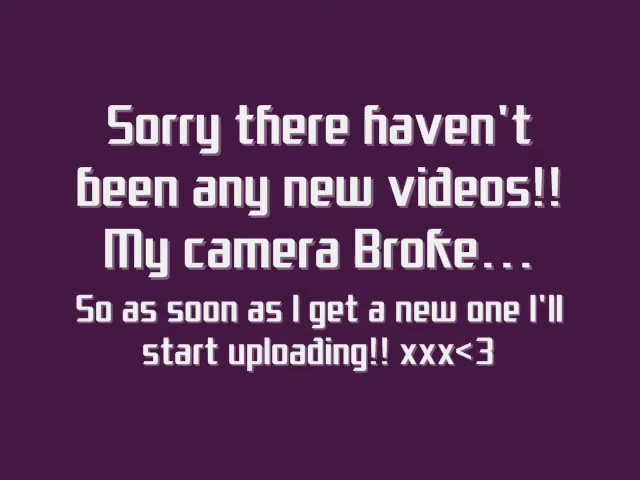 Sorry there haven't
been any new videos!!
My camera Broke...
So as soon as I get a new one I'll
start uploading!! xxx<3